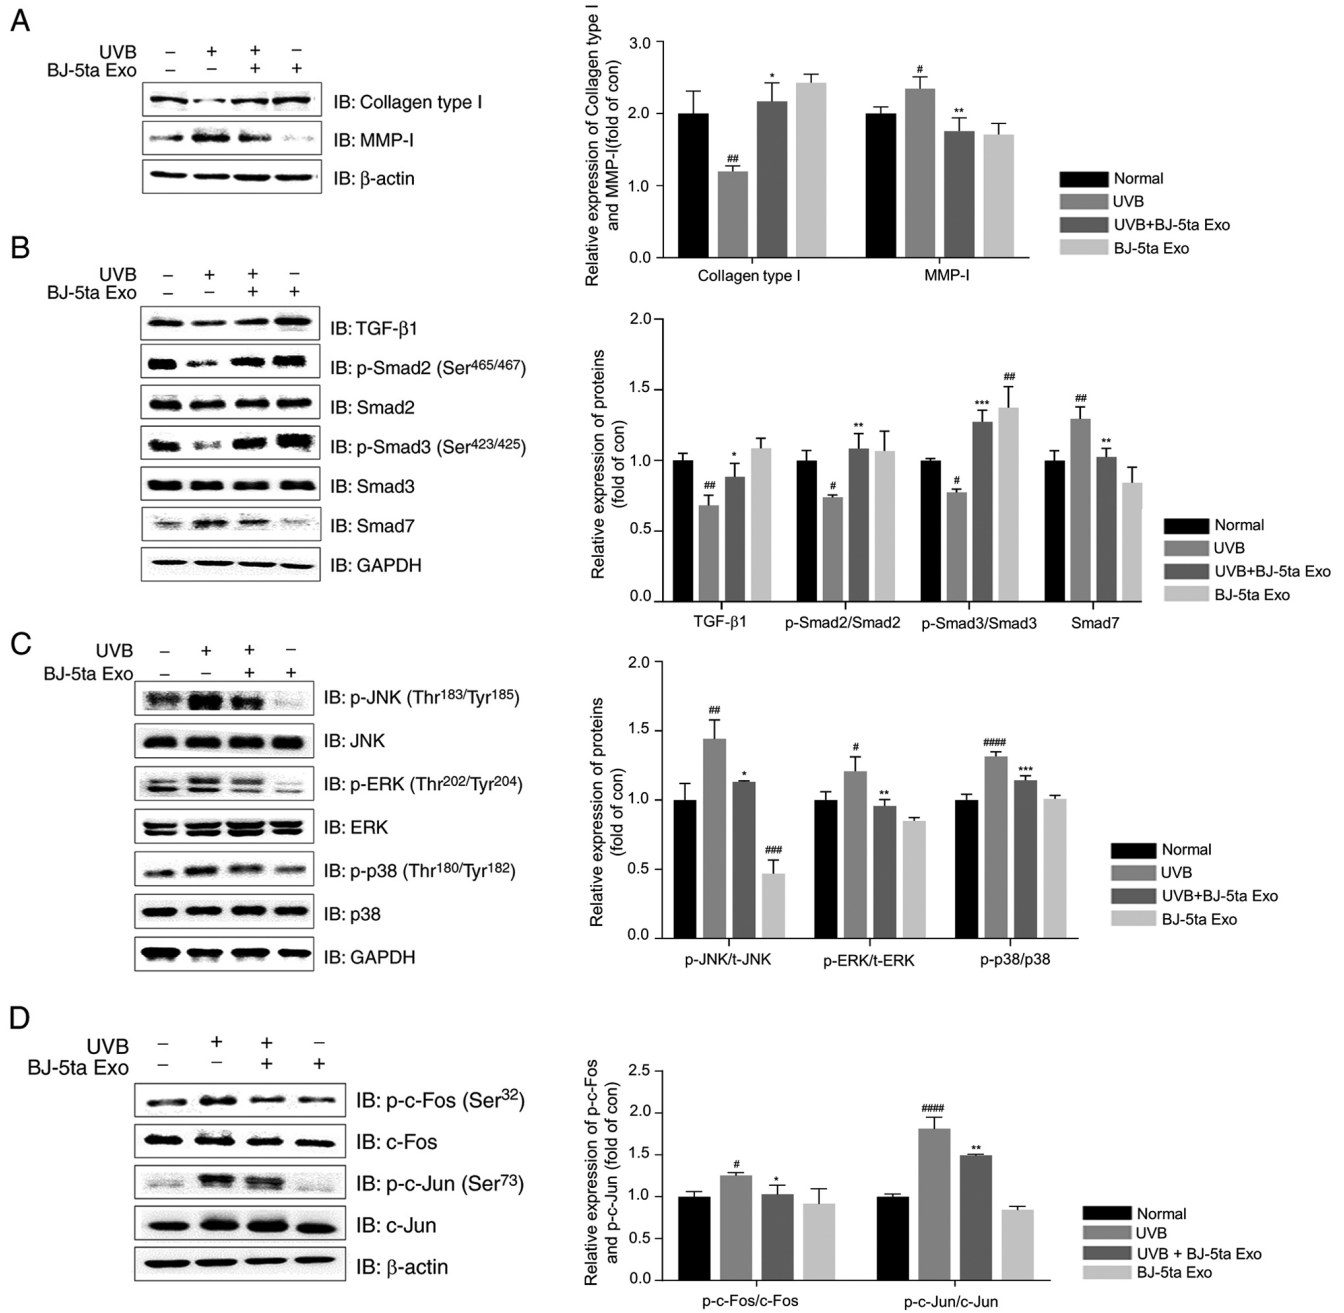 A
UVB – + + –
BJ-5ta Exo – – + +
IB: Collagen type I
IB: MMP-I
IB: β-actin
Relative expression of Collagen type I
and MMP-I(fold of con)
3.0
2.0
1.0
0.0
## * # **
Collagen type I MMP-I
Normal
UVB
UVB+BJ-5ta Exo
BJ-5ta Exo
B
UVB – + + –
BJ-5ta Exo – – + +
IB: TGF-β1
IB: p-Smad2 (Ser465/467)
IB: Smad2
IB: p-Smad3 (Ser423/425)
IB: Smad3
IB: Smad7
IB: GAPDH
Relative expression of proteins
(fold of con)
2.0
1.5
1.0
0.5
0.0
## * # ** # *** ## ## **
TGF-β1 p-Smad2/Smad2 p-Smad3/Smad3 Smad7
Normal
UVB
UVB+BJ-5ta Exo
BJ-5ta Exo
C
UVB – + + –
BJ-5ta Exo – – + +
IB: p-JNK (Thr183/Tyr185)
IB: JNK
IB: p-ERK (Thr202/Tyr204)
IB: ERK
IB: p-p38 (Thr180/Tyr182)
IB: p38
IB: GAPDH
Relative expression of proteins
(fold of con)
2.0
1.5
1.0
0.5
0.0
## * ### # ** #### ***
p-JNK/t-JNK p-ERK/t-ERK p-p38/p38
Normal
UVB
UVB+BJ-5ta Exo
BJ-5ta Exo
D
UVB – + + –
BJ-5ta Exo – – + +
IB: p-c-Fos (Ser32)
IB: c-Fos
IB: p-c-Jun (Ser73)
IB: c-Jun
IB: β-actin
Relative expression of p-c-Fos
and p-c-Jun (fold of con)
2.5
2.0
1.5
1.0
0.5
0.0
# * #### **
p-c-Fos/c-Fos p-c-Jun/c-Jun
Normal
UVB
UVB + BJ-5ta Exo
BJ-5ta Exo